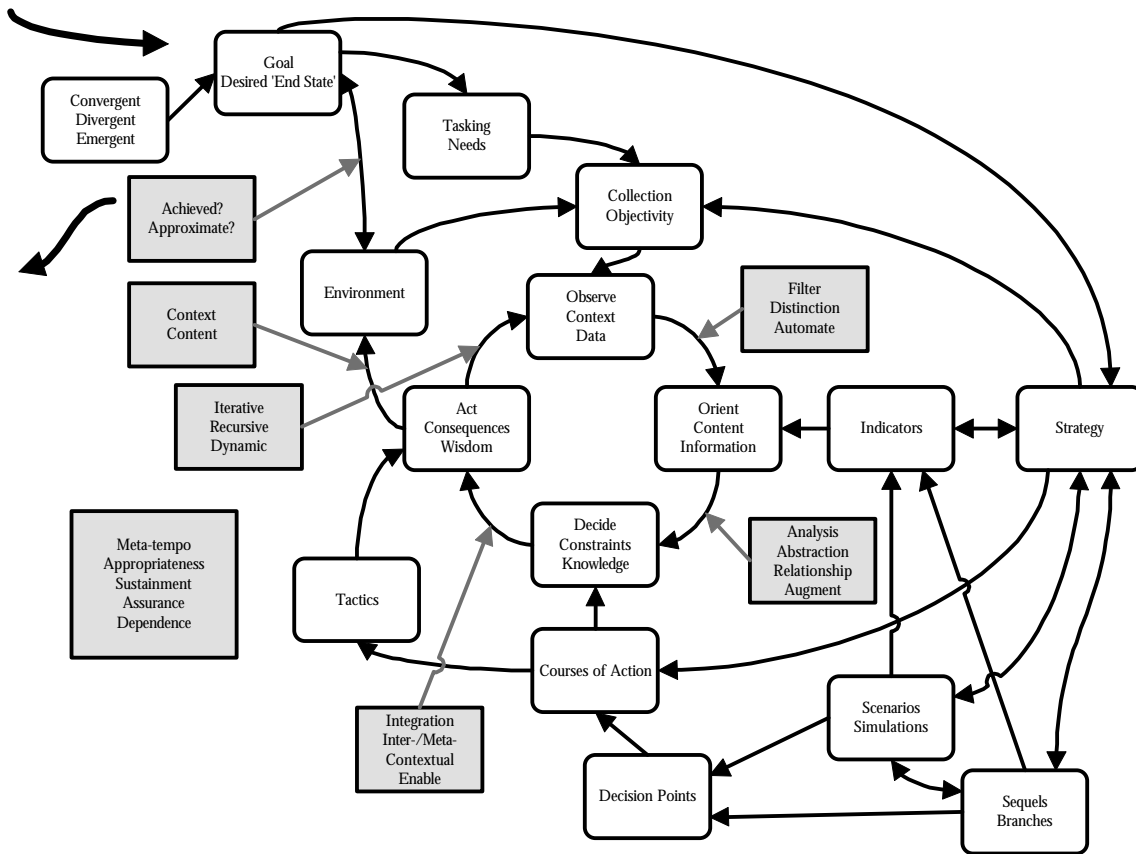 Goal
Desired 'End State'
Convergent
Divergent
Emergent
Tasking
Needs
Achieved?
Approximate?
Collection
Objectivity
Environment
Context
Content
Observe
Context
Data
Filter
Distinction
Automate
Iterative
Recursive
Dynamic
Act
Consequences
Wisdom
Orient
Content
Information
Indicators
Strategy
Meta-tempo
Appropriateness
Sustainment
Assurance
Dependence
Decide
Constraints
Knowledge
Analysis
Abstraction
Relationship
Augment
Tactics
Courses of Action
Integration
Inter-/Meta-
Contextual
Enable
Scenarios
Simulations
Decision Points
Sequels
Branches